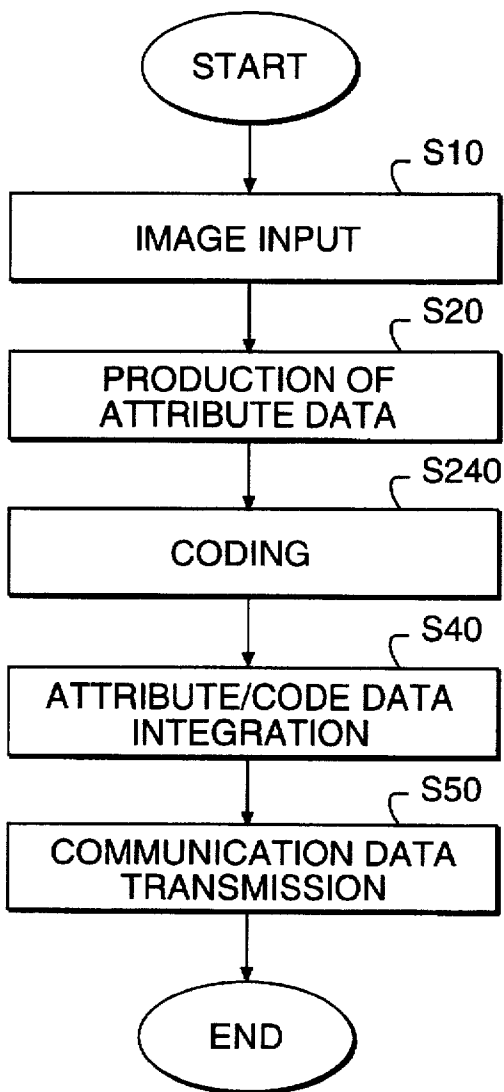 START
S10
IMAGE INPUT
S20
PRODUCTION OF
ATTRIBUTE DATA
S240
CODING
S40
ATTRIBUTE/CODE DATA
INTEGRATION
S50
COMMUNICATION DATA
TRANSMISSION
END